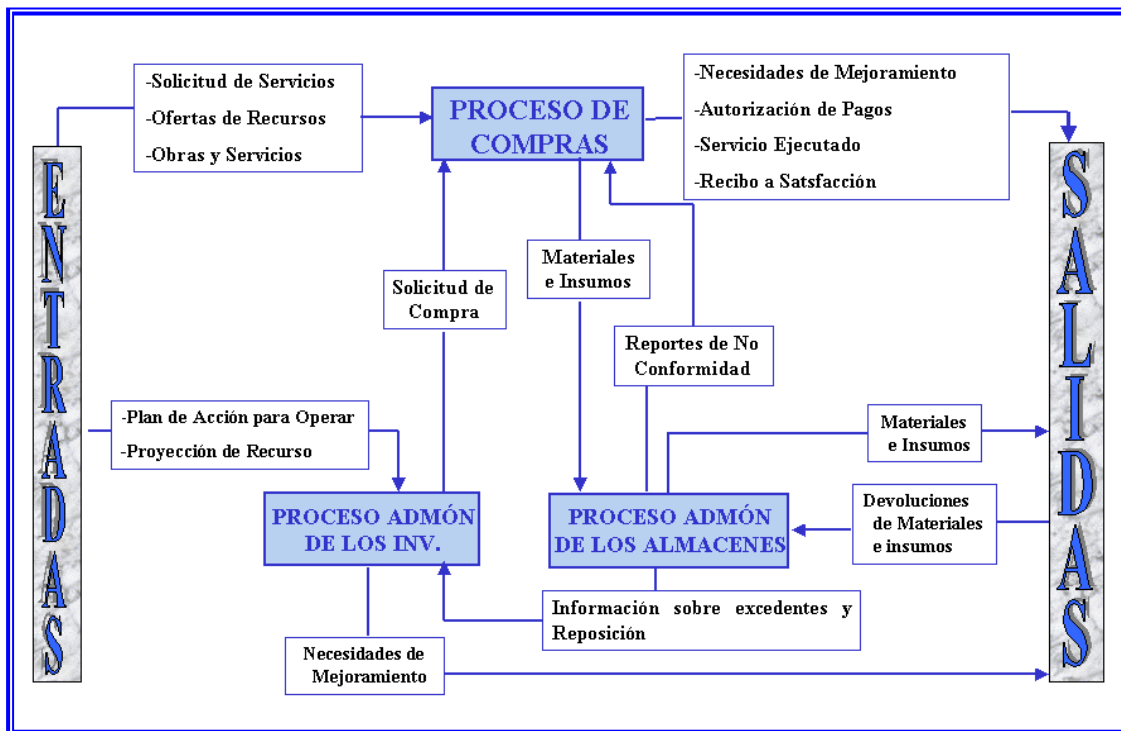 -Solicitud de Servicios
-Ofertas de Recursos
-Obras y Servicios
PROCESO DE
COMPRAS
-Necesidades de Mejoramiento
-Autorización de Pagos
-Servicio Ejecutado
-Recibo a Satisfacción
ENTRADAS
SALIDAS
Solicitud de
Compra
Materiales
e Insumos
Reportes de No
Conformidad
-Plan de Acción para Operar
-Proyección de Recurso
Materiales
e Insumos
PROCESO ADMÓN
DE LOS INV.
PROCESO ADMÓN
DE LOS ALMACENES
Devoluciones
de Materiales
e insumos
Información sobre excedentes y
Reposición
Necesidades de
Mejoramiento